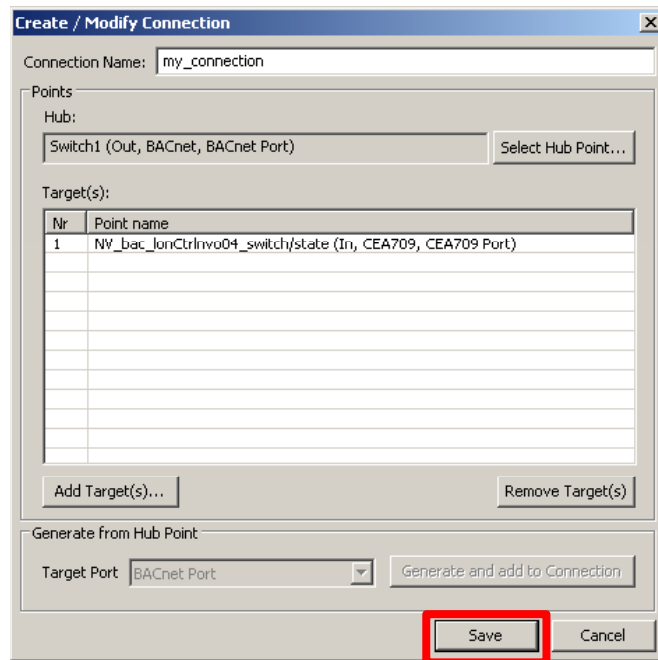 Create / Modify Connection
Connection Name: my_connection
Points
Hub:
Switch1 (Out, BACnet, BACnet Port) Select Hub Point...
Target(s):
Nr Point name
1 NV_bac_lonCtrlnvo04_switch/state (In, CEA709, CEA709 Port)
Add Target(s)... Remove Target(s)
Generate from Hub Point
Target Port BACnet Port Generate and add to Connection
Save Cancel